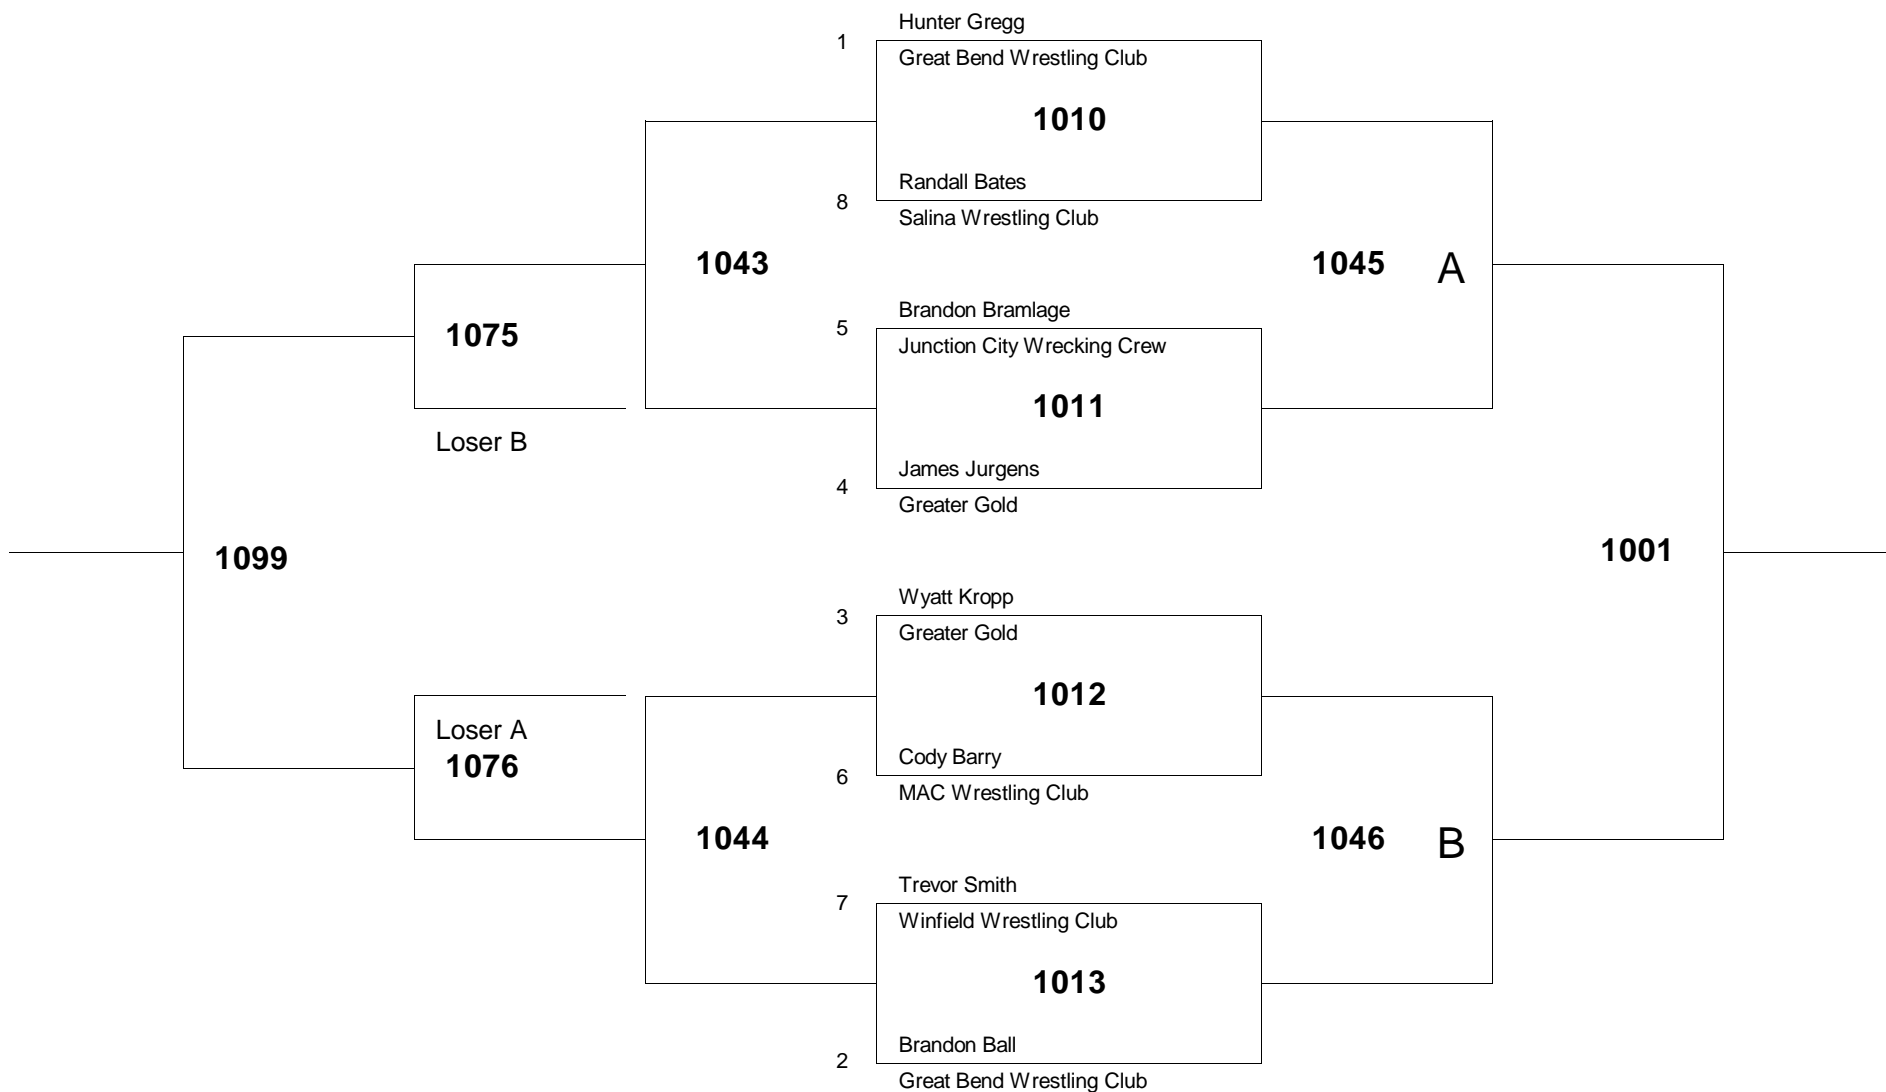 Hunter Gregg
1
Great Bend Wrestling Club
1010
Randall Bates
8
Salina Wrestling Club
1043
1045 A
Brandon Bramlage
5
1075
Junction City Wrecking Crew
1011
Loser B
James Jurgens
4
Greater Gold
1099
1001
Wyatt Kropp
3
Greater Gold
1012
Loser A
Cody Barry
1076
6
MAC Wrestling Club
1044
1046 B
Trevor Smith
7
Winfield Wrestling Club
1013
Brandon Ball
2
Great Bend Wrestling Club